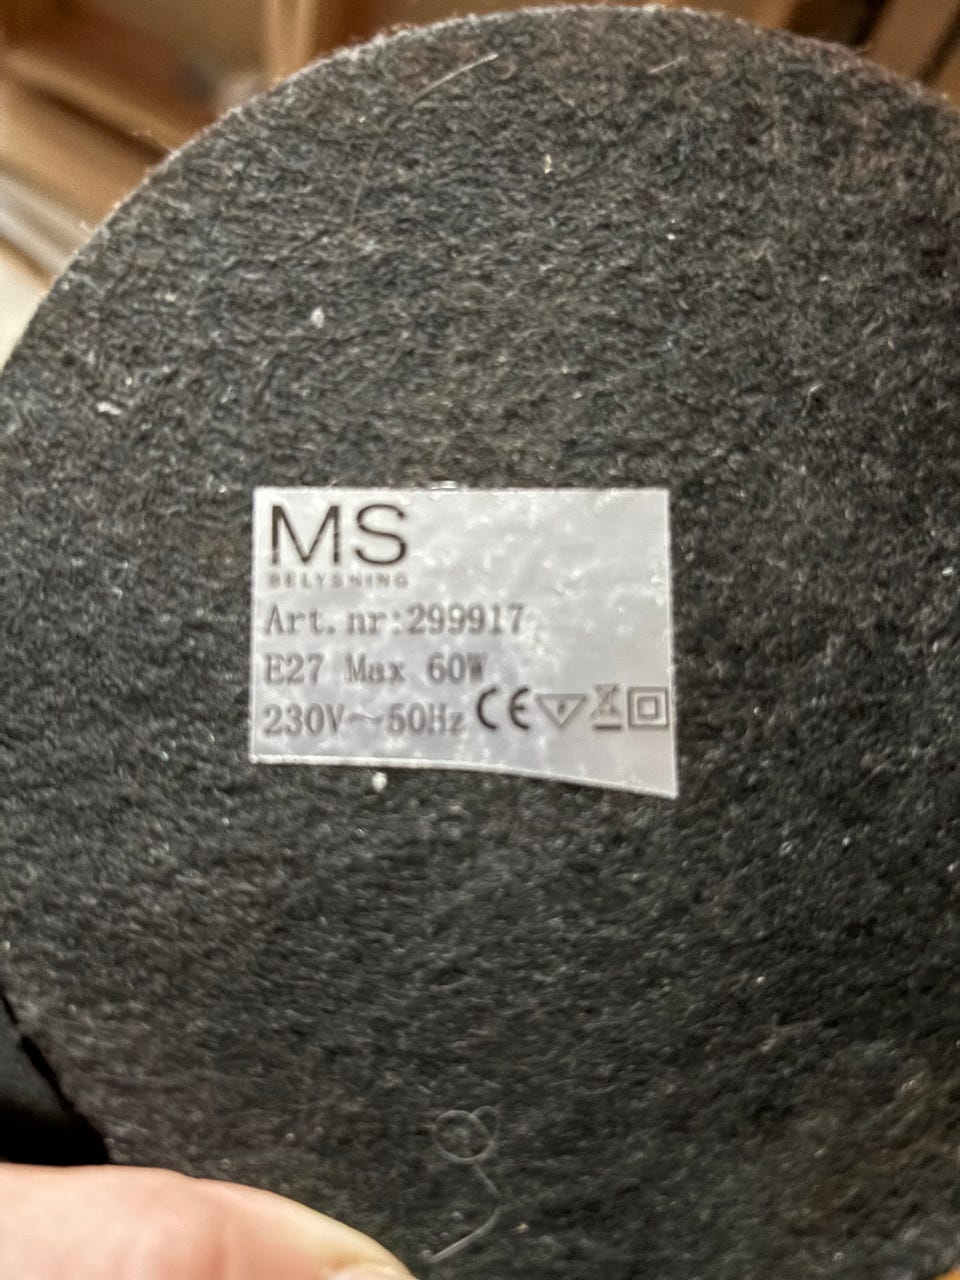 MS
BELYSNING
Art.nr:299917
E27 Max 60W
230V~50Hz CE